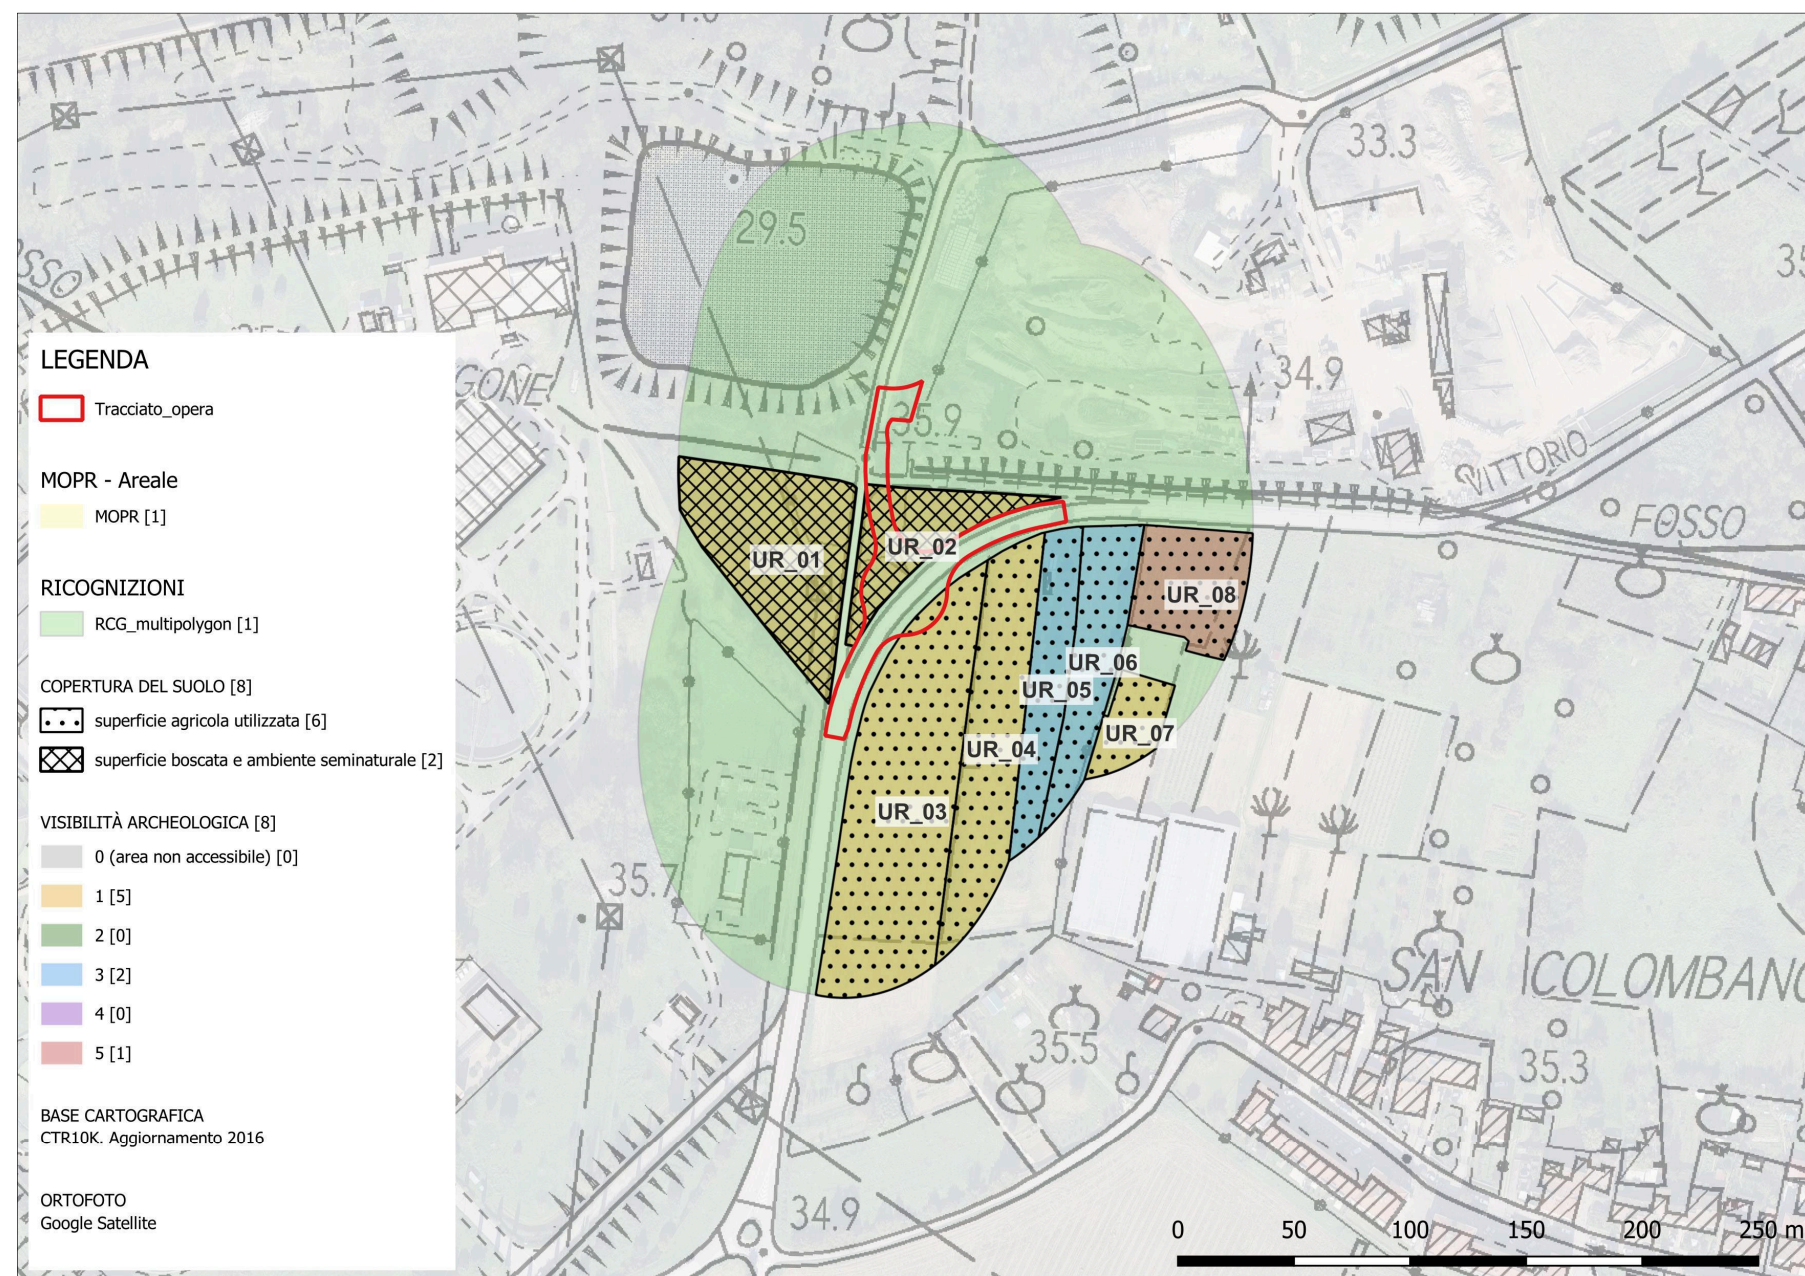 31.0
33.3
29.5
LEGENDA
Tracciato_opera
MOPR - Areale
MOPR [1]
RICOGNIZIONI
RCG_multipolygon [1]
COPERTURA DEL SUOLO [8]
superficie agricola utilizzata [6]
superficie boscata e ambiente seminaturale [2]
VISIBILITÀ ARCHEOLOGICA [8]
0 (area non accessibile) [0]
1 [5]
2 [0]
3 [2]
4 [0]
5 [1]
BASE CARTOGRAFICA
CTR10K. Aggiornamento 2016
ORTOFOTO
Google Satellite
GONE
34.9
35.9
VITTORIO
FOSSO
UR_01
UR_02
UR_08
UR_06
UR_05
UR_07
UR_04
UR_03
35.7
SAN COLOMBANO
35.5
35.3
34.9
0 50 100 150 200 250 m